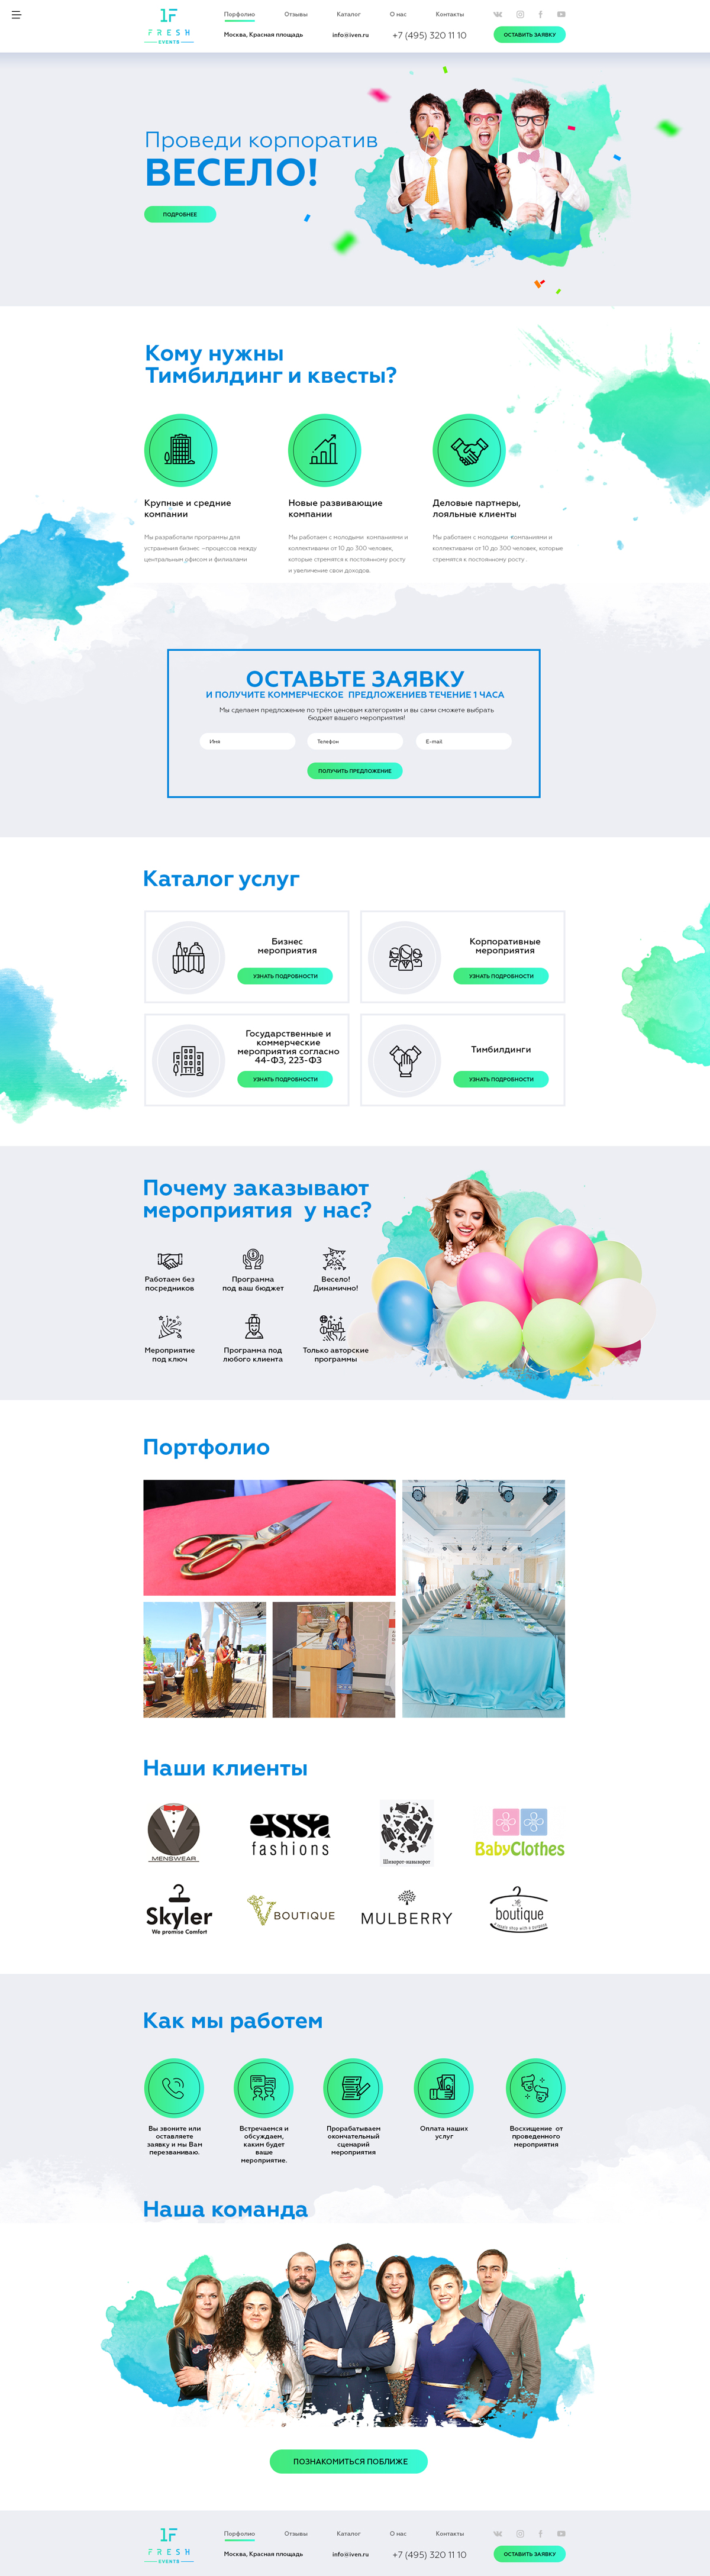 1F
FRESH
EVENTS
Порфолио
Отзывы
Каталог
О нас
Контакты
Москва, Красная площадь
info@iven.ru
+7 (495) 320 11 10
ОСТАВИТЬ ЗАЯВКУ
Проведи корпоратив
ВЕСЕЛО!
ПОДРОБНЕЕ
Кому нужны
Тимбилдинг и квесты?
Крупные и средние
компании
Мы разработали программы для
устранения бизнес -процессов между
центральным офисом и филиалами
Новые развивающие
компании
Мы работаем с молодыми компаниями и
коллективами от 10 до 300 человек,
которые стремятся к постоянному росту
и увеличение свои доходов.
Деловые партнеры,
лояльные клиенты
Мы работаем с молодыми компаниями и
коллективами от 10 до 300 человек, которые
стремятся к постоянному росту .
ОСТАВЬТЕ ЗАЯВКУ
И ПОЛУЧИТЕ КОММЕРЧЕСКОЕ ПРЕДЛОЖЕНИЕВ ТЕЧЕНИЕ 1 ЧАСА
Мы сделаем предложение по трём ценовым категориям и вы сами сможете выбрать
бюджет вашего мероприятия!
Имя
Телефон
E-mail
ПОЛУЧИТЬ ПРЕДЛОЖЕНИЕ
Каталог услуг
Бизнес
мероприятия
УЗНАТЬ ПОДРОБНОСТИ
Корпоративные
мероприятия
УЗНАТЬ ПОДРОБНОСТИ
Государственные и
коммерческие
мероприятия согласно
44-ФЗ, 223-ФЗ
УЗНАТЬ ПОДРОБНОСТИ
Тимбилдинги
УЗНАТЬ ПОДРОБНОСТИ
Почему заказывают
мероприятия у нас?
Работаем без
посредников
Программа
под ваш бюджет
Весело!
Динамично!
Мероприятие
под ключ
Программа под
любого клиента
Только авторские
программы
Портфолио
Наши клиенты
MENSWEAR
essa
fashions
Шиворот-навыворот
BabyClothes
Skyler
We promise Comfort
BOUTIQUE
MULBERRY
boutique
Как мы работем
Вы звоните или
оставляете
заявку и мы Вам
перезваниваю.
Встречаемся и
обсуждаем,
каким будет
ваше
мероприятие.
Прорабатываем
окончательный
сценарий
мероприятия
Оплата наших
услуг
Восхищение от
проведенного
мероприятия
Наша команда
ПОЗНАКОМИТЬСЯ ПОБЛИЖЕ
1F
FRESH
EVENTS
Порфолио
Отзывы
Каталог
О нас
Контакты
Москва, Красная площадь
info@iven.ru
+7 (495) 320 11 10
ОСТАВИТЬ ЗАЯВКУ